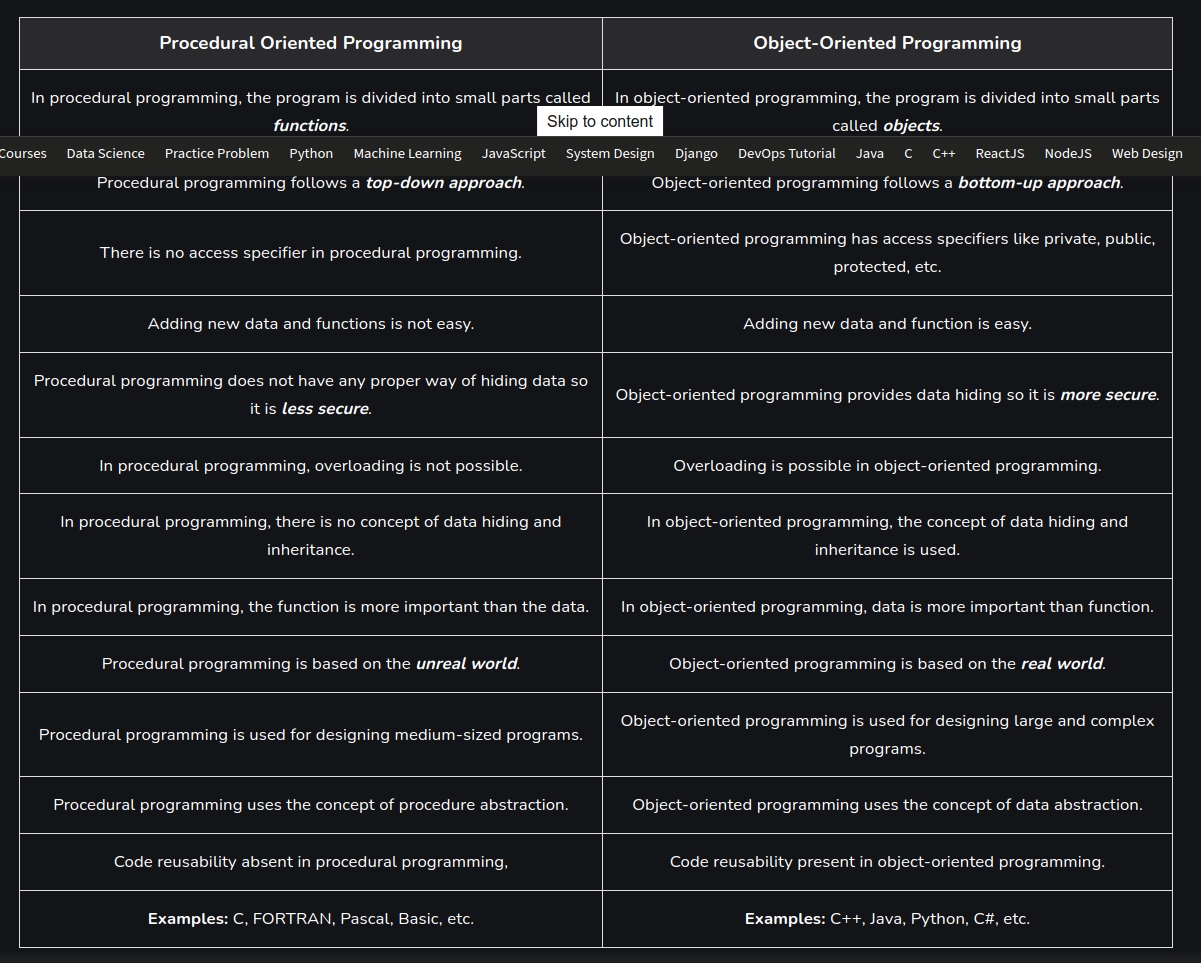 Procedural Oriented Programming
Object-Oriented Programming
In procedural programming, the program is divided into small parts called
functions.
In object-oriented programming, the program is divided into small parts
called objects.
Skip to content
Courses Data Science Practice Problem Python Machine Learning JavaScript System Design Django DevOps Tutorial Java C C++ ReactJS NodeJS Web Design
Procedural programming follows a top-down approach.
Object-oriented programming follows a bottom-up approach.
There is no access specifier in procedural programming.
Object-oriented programming has access specifiers like private, public,
protected, etc.
Adding new data and functions is not easy.
Adding new data and function is easy.
Procedural programming does not have any proper way of hiding data so
it is less secure.
Object-oriented programming provides data hiding so it is more secure.
In procedural programming, overloading is not possible.
Overloading is possible in object-oriented programming.
In procedural programming, there is no concept of data hiding and
inheritance.
In object-oriented programming, the concept of data hiding and
inheritance is used.
In procedural programming, the function is more important than the data.
In object-oriented programming, data is more important than function.
Procedural programming is based on the unreal world.
Object-oriented programming is based on the real world.
Procedural programming is used for designing medium-sized programs.
Object-oriented programming is used for designing large and complex
programs.
Procedural programming uses the concept of procedure abstraction.
Object-oriented programming uses the concept of data abstraction.
Code reusability absent in procedural programming,
Code reusability present in object-oriented programming.
Examples: C, FORTRAN, Pascal, Basic, etc.
Examples: C++, Java, Python, C#, etc.